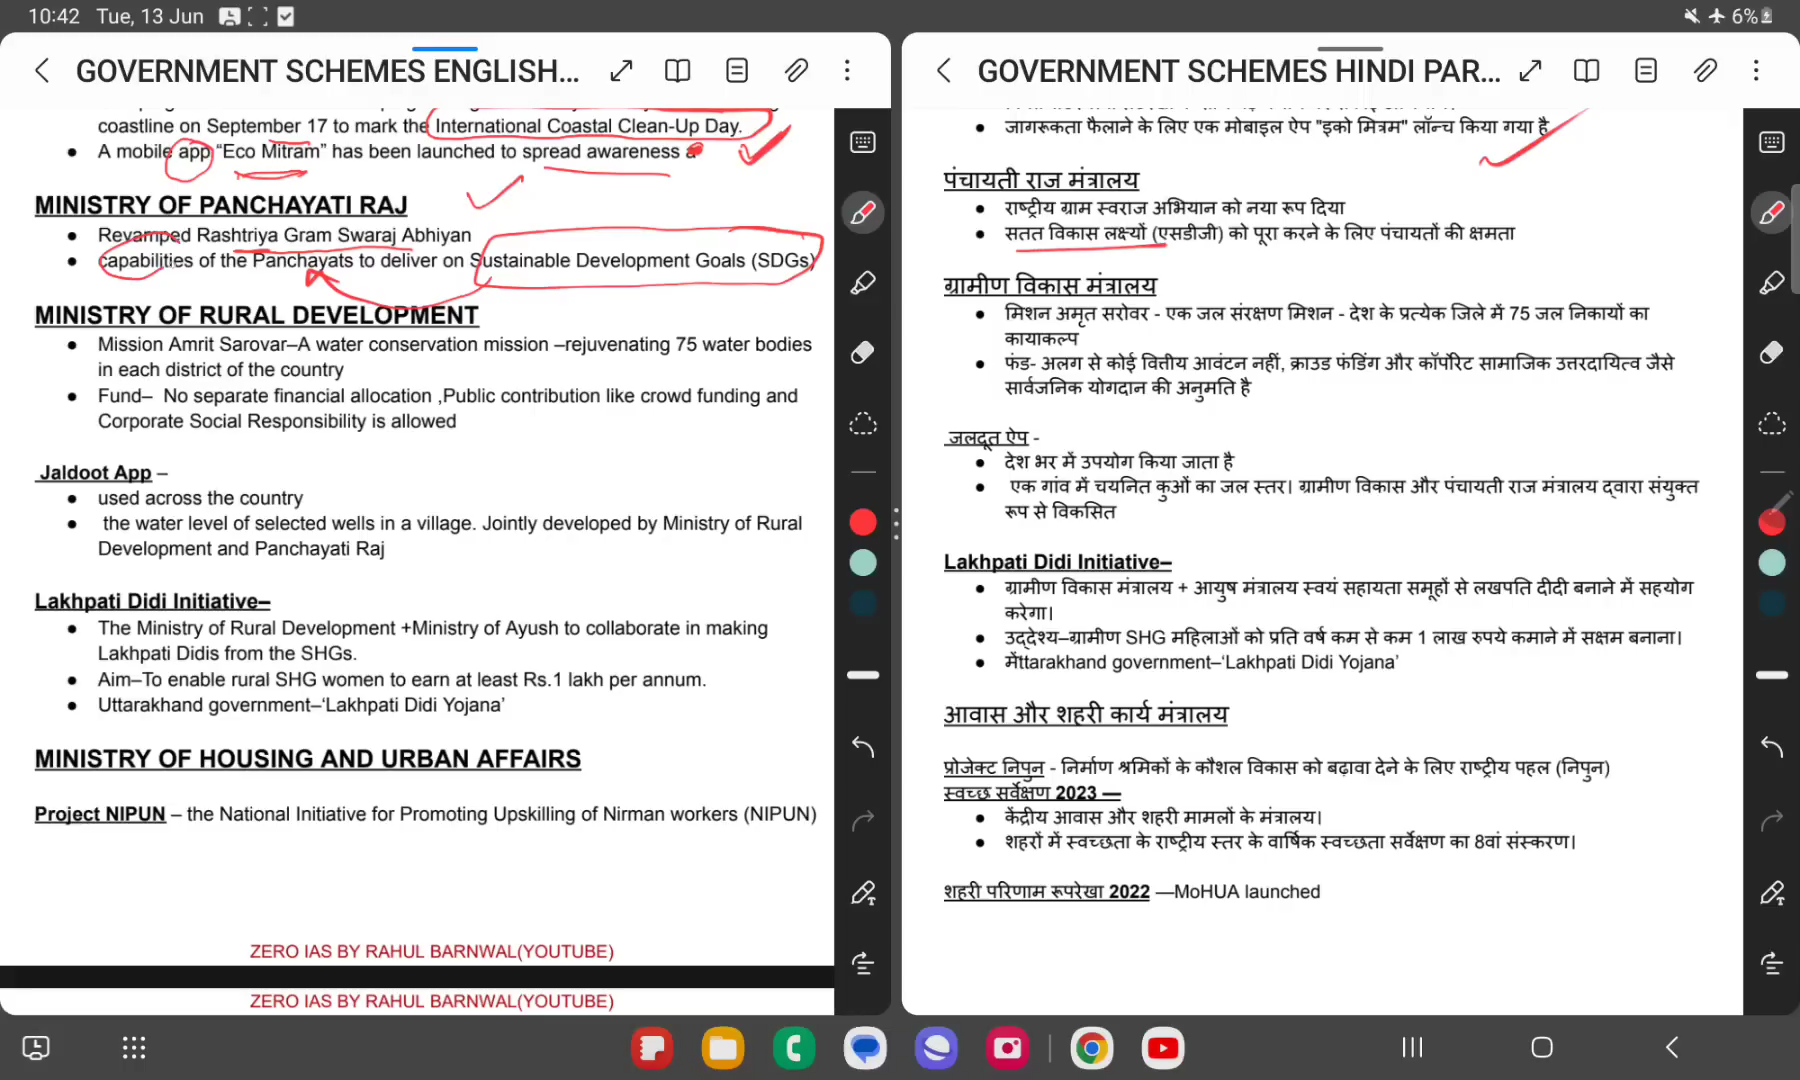 10:42 Tue, 13 Jun
6%
GOVERNMENT SCHEMES ENGLISH...
coastline on September 17 to mark the International Coastal Clean-Up Day.
● A mobile app “Eco Mitram” has been launched to spread awareness a
MINISTRY OF PANCHAYATI RAJ
● Revamped Rashtriya Gram Swaraj Abhiyan
● capabilities of the Panchayats to deliver on Sustainable Development Goals (SDGs)
MINISTRY OF RURAL DEVELOPMENT
● Mission Amrit Sarovar–A water conservation mission –rejuvenating 75 water bodies
in each district of the country
● Fund– No separate financial allocation ,Public contribution like crowd funding and
Corporate Social Responsibility is allowed
Jaldoot App –
● used across the country
● the water level of selected wells in a village. Jointly developed by Ministry of Rural
Development and Panchayati Raj
Lakhpati Didi Initiative–
● The Ministry of Rural Development +Ministry of Ayush to collaborate in making
Lakhpati Didis from the SHGs.
● Aim–To enable rural SHG women to earn at least Rs.1 lakh per annum.
● Uttarakhand government–‘Lakhpati Didi Yojana’
MINISTRY OF HOUSING AND URBAN AFFAIRS
Project NIPUN – the National Initiative for Promoting Upskilling of Nirman workers (NIPUN)
ZERO IAS BY RAHUL BARNWAL(YOUTUBE)
ZERO IAS BY RAHUL BARNWAL(YOUTUBE)
GOVERNMENT SCHEMES HINDI PAR...
● जागरूकता फैलाने के लिए एक मोबाइल ऐप "इको मित्रम" लॉन्च किया गया है
पंचायती राज मंत्रालय
● राष्ट्रीय ग्राम स्वराज अभियान को नया रूप दिया
● सतत विकास लक्ष्यों (एसडीजी) को पूरा करने के लिए पंचायतों की क्षमता
ग्रामीण विकास मंत्रालय
● मिशन अमृत सरोवर - एक जल संरक्षण मिशन - देश के प्रत्येक जिले में 75 जल निकायों का
कायाकल्प
● फंड- अलग से कोई वित्तीय आवंटन नहीं, क्राउड फंडिंग और कॉर्पोरेट सामाजिक उत्तरदायित्व जैसे
सार्वजनिक योगदान की अनुमति है
जलदूत ऐप -
● देश भर में उपयोग किया जाता है
● एक गांव में चयनित कुओं का जल स्तर। ग्रामीण विकास और पंचायती राज मंत्रालय द्वारा संयुक्त
रूप से विकसित
Lakhpati Didi Initiative–
● ग्रामीण विकास मंत्रालय + आयुष मंत्रालय स्वयं सहायता समूहों से लखपति दीदी बनाने में सहयोग
करेगा।
● उद्देश्य–ग्रामीण SHG महिलाओं को प्रति वर्ष कम से कम 1 लाख रुपये कमाने में सक्षम बनाना।
● मेंttarakhand government–‘Lakhpati Didi Yojana’
आवास और शहरी कार्य मंत्रालय
प्रोजेक्ट निपुन - निर्माण श्रमिकों के कौशल विकास को बढ़ावा देने के लिए राष्ट्रीय पहल (निपुन)
स्वच्छ सर्वेक्षण 2023 —
● केंद्रीय आवास और शहरी मामलों के मंत्रालय।
● शहरों में स्वच्छता के राष्ट्रीय स्तर के वार्षिक स्वच्छता सर्वेक्षण का 8वां संस्करण।
शहरी परिणाम रूपरेखा 2022 —MoHUA launched